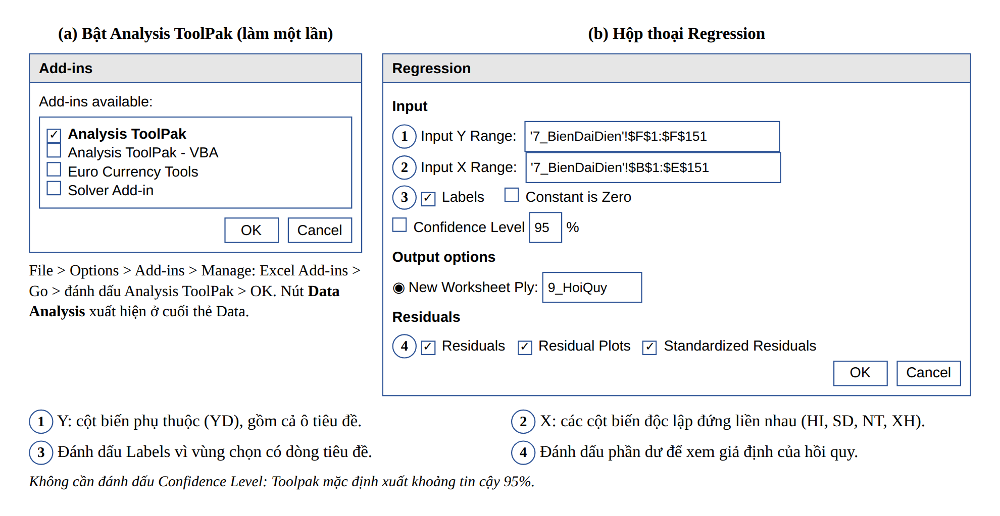 (a) Bật Analysis ToolPak (làm một lần)
Add-ins
Add-ins available:
✓ Analysis ToolPak
Analysis ToolPak - VBA
Euro Currency Tools
Solver Add-in
OK Cancel
File > Options > Add-ins > Manage: Excel Add-ins >
Go > đánh dấu Analysis ToolPak > OK. Nút Data
Analysis xuất hiện ở cuối thẻ Data.
(b) Hộp thoại Regression
Regression
Input
1 Input Y Range: '7_BienDaiDien'!$F$1:$F$151
2 Input X Range: '7_BienDaiDien'!$B$1:$E$151
3 ✓ Labels Constant is Zero
Confidence Level 95 %
Output options
◉ New Worksheet Ply: 9_HoiQuy
Residuals
4 ✓ Residuals ✓ Residual Plots ✓ Standardized Residuals
OK Cancel
1 Y: cột biến phụ thuộc (YD), gồm cả ô tiêu đề.
2 X: các cột biến độc lập đứng liền nhau (HI, SD, NT, XH).
3 Đánh dấu Labels vì vùng chọn có dòng tiêu đề.
4 Đánh dấu phần dư để xem giả định của hồi quy.
Không cần đánh dấu Confidence Level: Toolpak mặc định xuất khoảng tin cậy 95%.